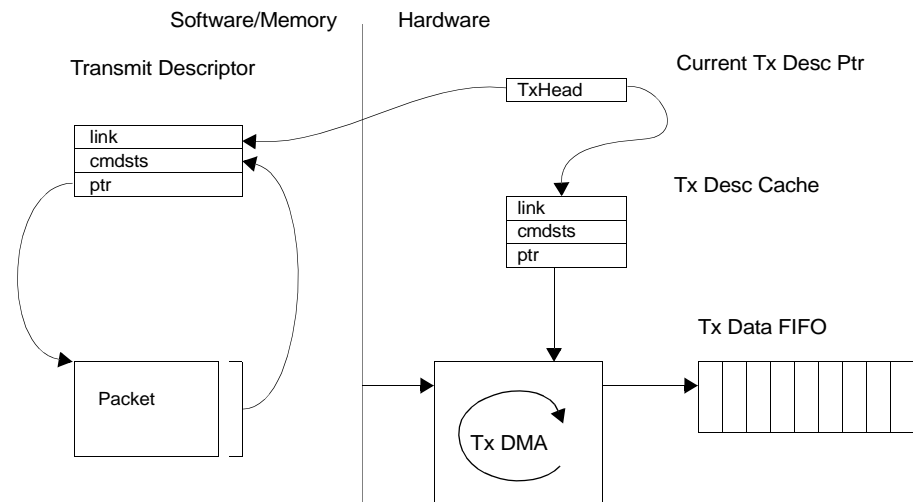 Software/Memory
Hardware
Transmit Descriptor
Current Tx Desc Ptr
TxHead
link
cmdsts
ptr
Tx Desc Cache
link
cmdsts
ptr
Tx Data FIFO
Packet
Tx DMA